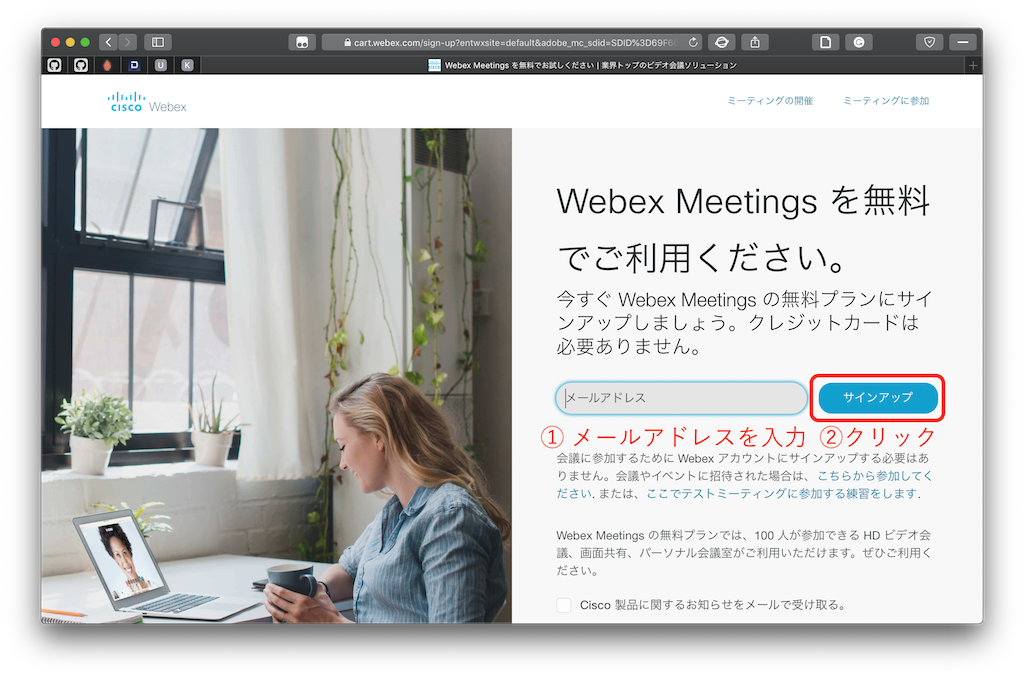 cart.webex.com/sign-up?entwxsite=default&adobe_mc_sdid=SDID%3D69F6
D U K
Webex Meetings を無料でお試しください | 業界トップのビデオ会議ソリューション
CISCO Webex
ミーティングの開催 ミーティングに参加
Webex Meetings を無料
でご利用ください。
今すぐ Webex Meetings の無料プランにサイ
ンアップしましょう。クレジットカードは
必要ありません。
メールアドレス サインアップ
① メールアドレスを入力 ②クリック
会議に参加するために Webex アカウントにサインアップする必要はあ
りません。会議やイベントに招待された場合は、こちらから参加してく
ださい. または、ここでテストミーティングに参加する練習をします.
Webex Meetings の無料プランでは、100 人が参加できる HD ビデオ会
議、画面共有、パーソナル会議室がご利用いただけます。ぜひご利用く
ださい。
Cisco 製品に関するお知らせをメールで受け取る。